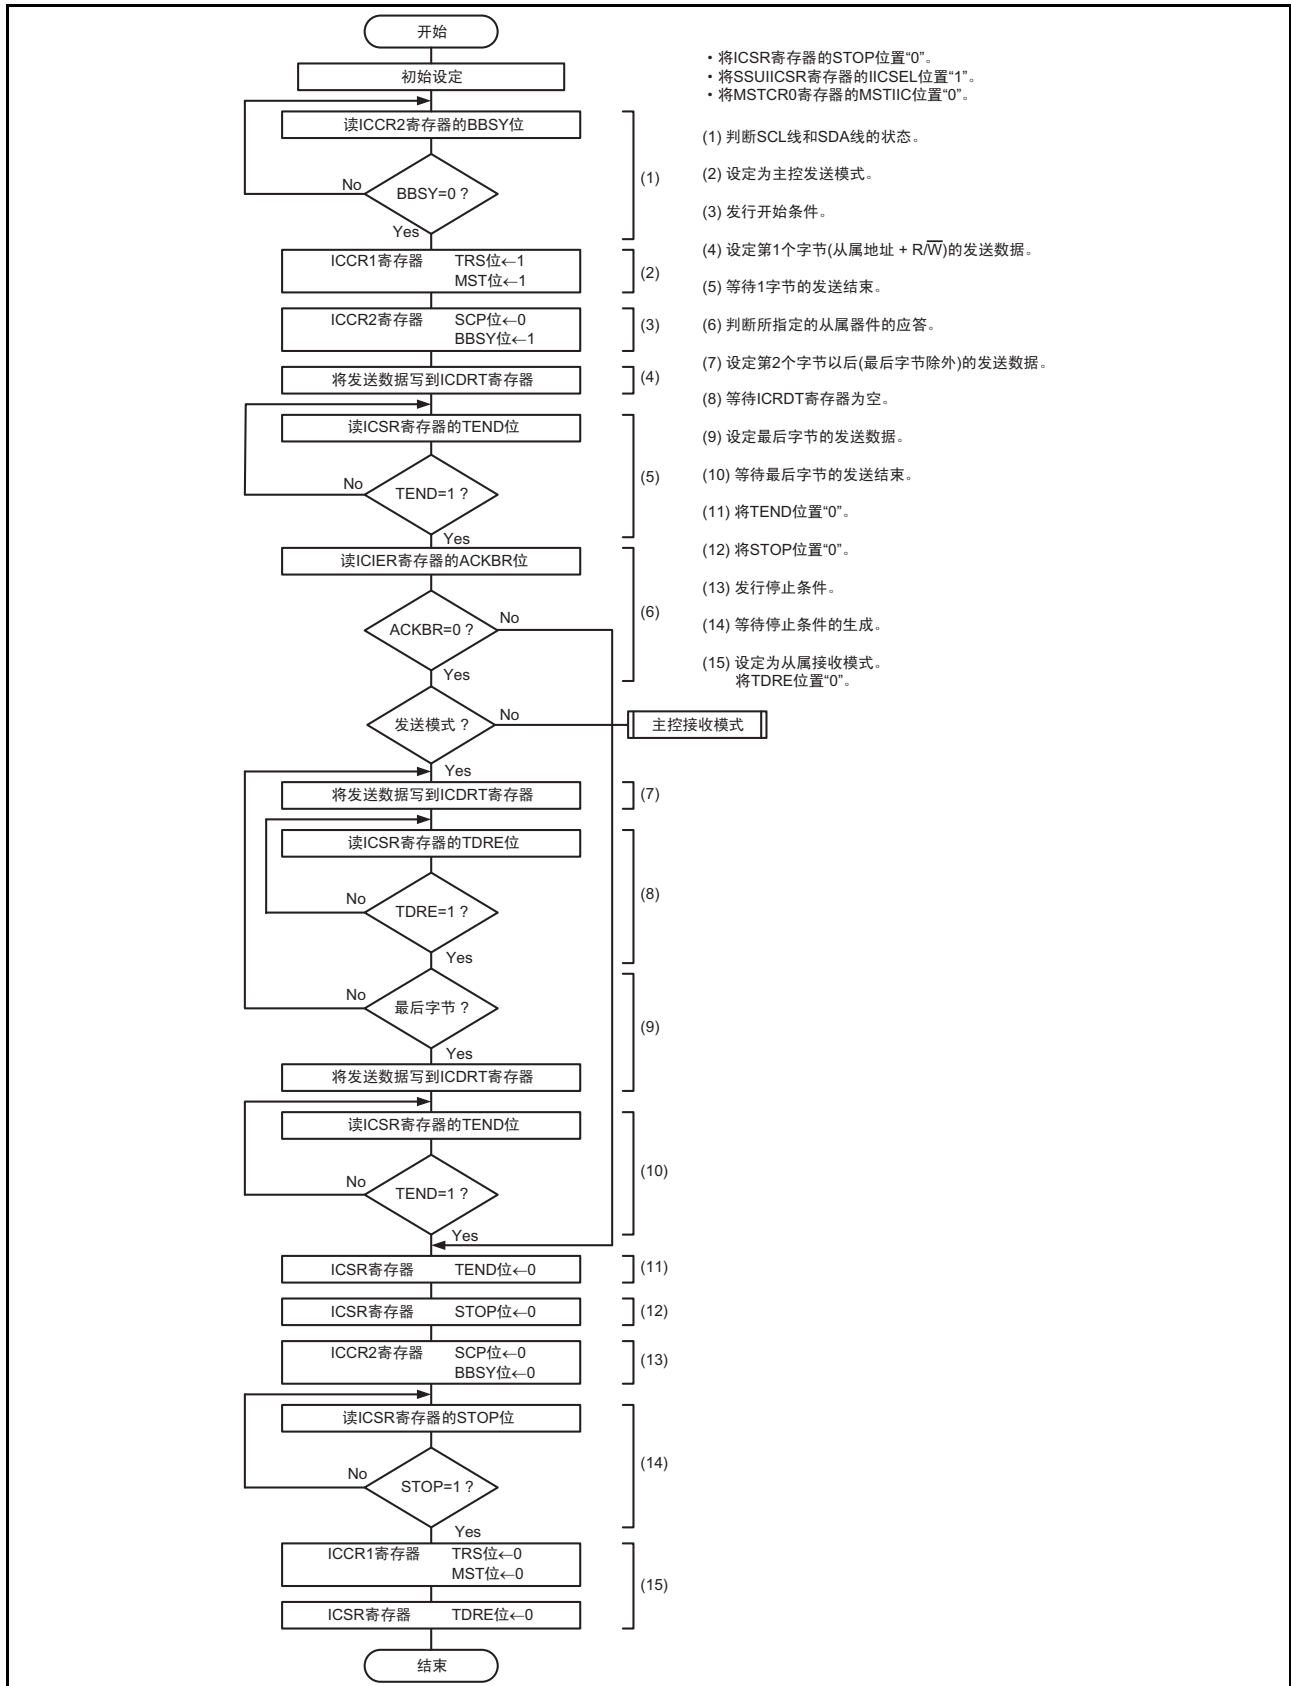 开始
初始设定
读ICCR2寄存器的BBSY位
No
BBSY=0 ?
Yes
(1)
ICCR1寄存器 TRS位←1
MST位←1
(2)
ICCR2寄存器 SCP位←0
BBSY位←1
(3)
将发送数据写到ICDRT寄存器
(4)
读ICSR寄存器的TEND位
No
TEND=1 ?
Yes
(5)
读ICIER寄存器的ACKBR位
ACKBR=0 ?
No
Yes
(6)
发送模式 ?
No
主控接收模式
Yes
将发送数据写到ICDRT寄存器
(7)
读ICSR寄存器的TDRE位
No
TDRE=1 ?
Yes
(8)
No
最后字节 ?
Yes
将发送数据写到ICDRT寄存器
(9)
读ICSR寄存器的TEND位
No
TEND=1 ?
Yes
(10)
ICSR寄存器 TEND位←0
(11)
ICSR寄存器 STOP位←0
(12)
ICCR2寄存器 SCP位←0
BBSY位←0
(13)
读ICSR寄存器的STOP位
No
STOP=1 ?
Yes
(14)
ICCR1寄存器 TRS位←0
MST位←0
ICSR寄存器 TDRE位←0
(15)
结束
・将ICSR寄存器的STOP位置“0”。
・将SSUIICSR寄存器的IICSEL位置“1”。
・将MSTCR0寄存器的MSTIIC位置“0”。
(1) 判断SCL线和SDA线的状态。
(2) 设定为主控发送模式。
(3) 发行开始条件。
(4) 设定第1个字节(从属地址 + R/W̅)的发送数据。
(5) 等待1字节的发送结束。
(6) 判断所指定的从属器件的应答。
(7) 设定第2个字节以后(最后字节除外)的发送数据。
(8) 等待ICRDT寄存器为空。
(9) 设定最后字节的发送数据。
(10) 等待最后字节的发送结束。
(11) 将TEND位置“0”。
(12) 将STOP位置“0”。
(13) 发行停止条件。
(14) 等待停止条件的生成。
(15) 设定为从属接收模式。
将TDRE位置“0”。